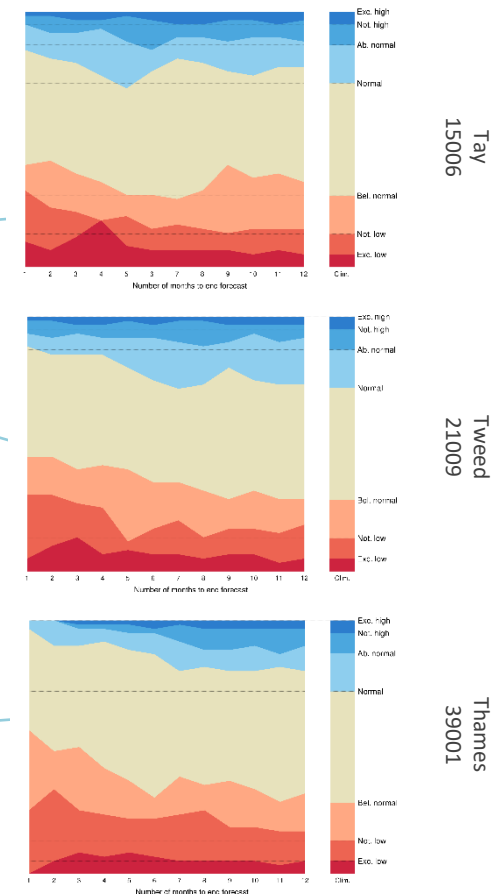 Exc. high
Not. high
Ab. normal
Normal
Bel. normal
Not. low
Exc. low
1 2 3 4 5 6 7 8 9 10 11 12 Clim.
Number of months to end forecast
Tay
15006
Exc. high
Not. high
Ab. normal
Normal
Bel. normal
Not. low
Exc. low
1 2 3 4 5 6 7 8 9 10 11 12 Clim.
Number of months to end forecast
Tweed
21009
Exc. high
Not. high
Ab. normal
Normal
Bel. normal
Not. low
Exc. low
1 2 3 4 5 6 7 8 9 10 11 12 Clim.
Number of months to end forecast
Thames
39001